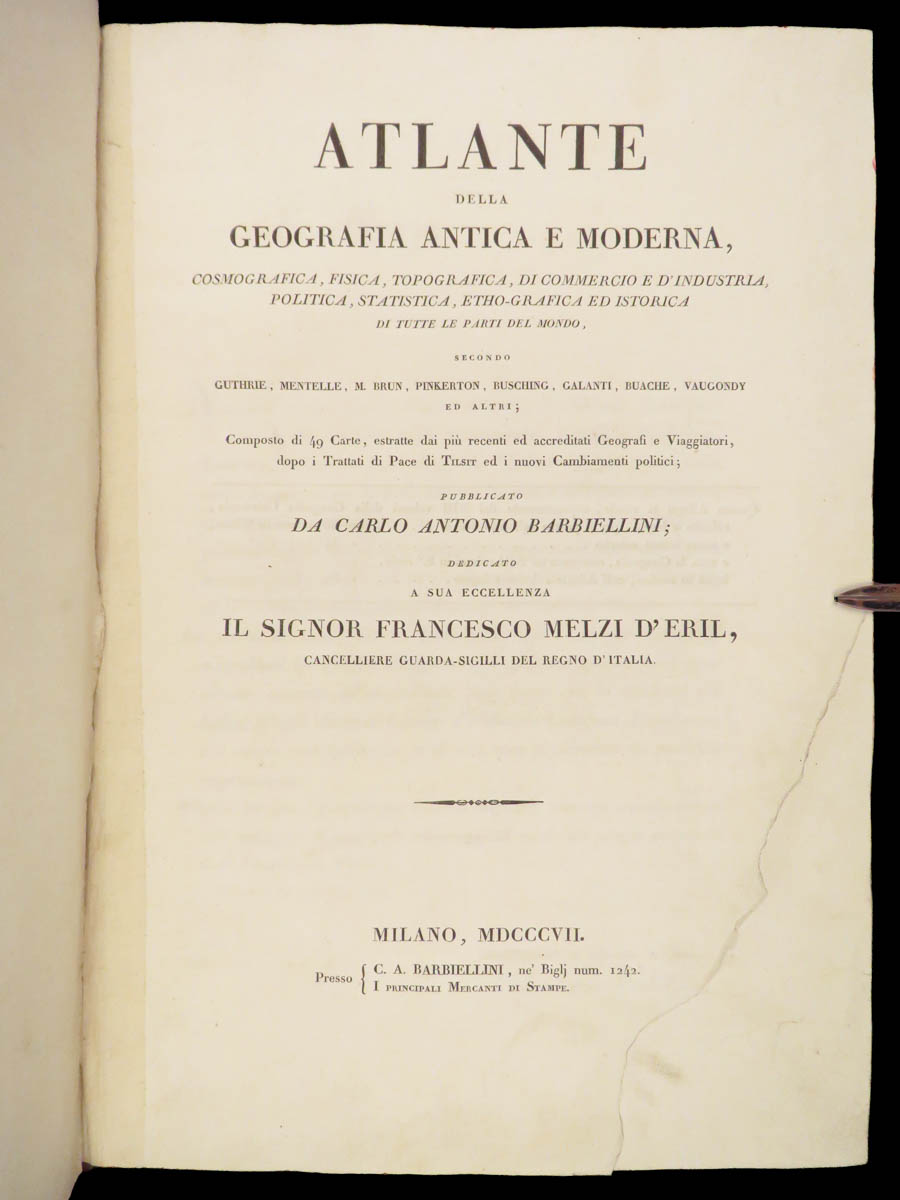 ATLANTE
DELLA
GEOGRAFIA ANTICA E MODERNA,
COSMOGRAFICA, FISICA, TOPOGRAFICA, DI COMMERCIO E D'INDUSTRIA,
POLITICA, STATISTICA, ETHO-GRAFICA ED ISTORICA
DI TUTTE LE PARTI DEL MONDO,
SECONDO
GUTHRIE, MENTELLE, M. BRUN, PINKERTON, BUSCHING, GALANTI, BUACHE, VAUGONDY
ED ALTRI;
Composto di 49 Carte, estratte dai più recenti ed accreditati Geografi e Viaggiatori,
dopo i Trattati di Pace di TILSIT ed i nuovi Cambiamenti politici;
PUBBLICATO
DA CARLO ANTONIO BARBIELLINI;
DEDICATO
A SUA ECCELLENZA
IL SIGNOR FRANCESCO MELZI D'ERIL,
CANCELLIERE GUARDA-SIGILLI DEL REGNO D'ITALIA.
MILANO, MDCCCVII.
Presso { C. A. BARBIELLINI, ne' Biglj num. 1242.
I PRINCIPALI MERCANTI DI STAMPE.